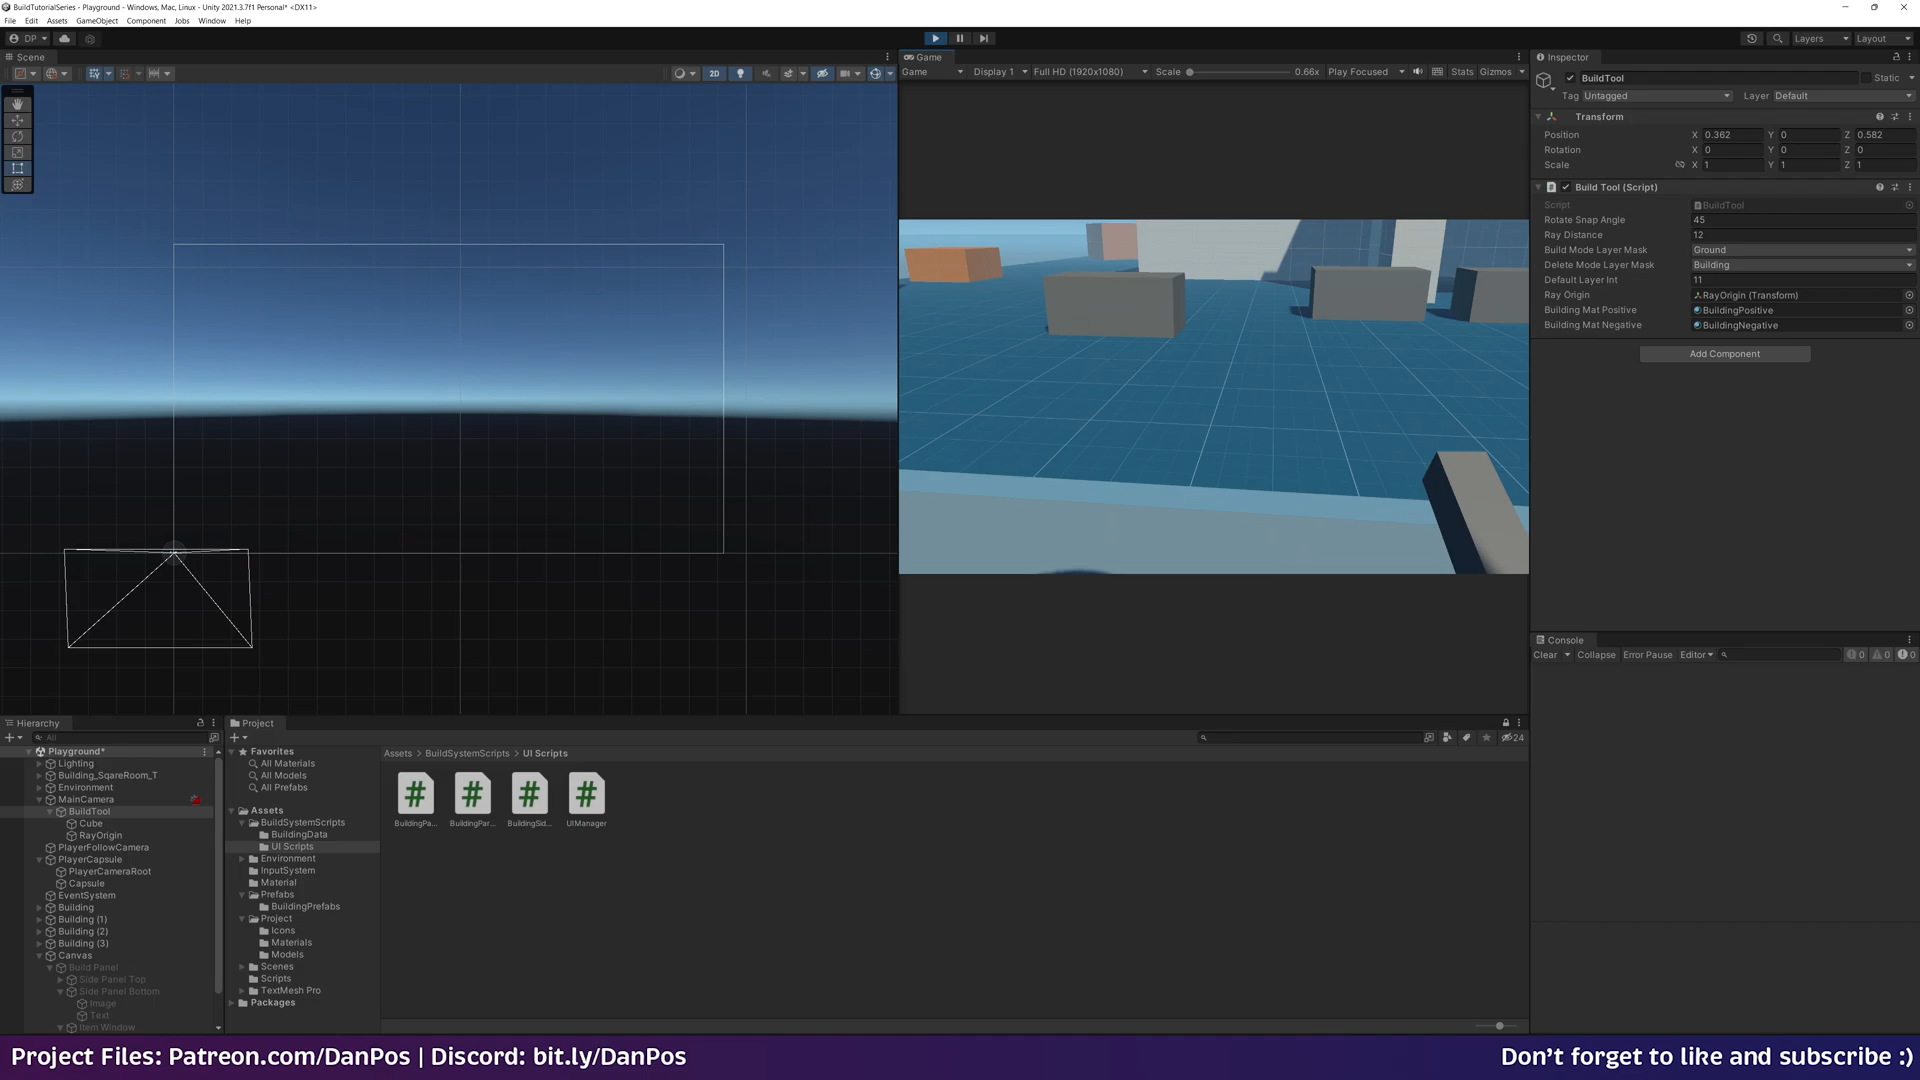 BuildTutorialSeries - Playground - Windows, Mac, Linux - Unity 2021.3.7f1 Personal* <DX11>
File Edit Assets GameObject Component Jobs Window Help
DP Layers Layout
Scene
2D
Game
Game Display 1 Full HD (1920x1080) Scale 0.66x Play Focused Stats Gizmos
Inspector
BuildTool Static
Tag Untagged Layer Default
Transform
Position X 0.362 Y 0 Z 0.582
Rotation X 0 Y 0 Z 0
Scale X 1 Y 1 Z 1
# Build Tool (Script)
Script BuildTool
Rotate Snap Angle 45
Ray Distance 12
Build Mode Layer Mask Ground
Delete Mode Layer Mask Building
Default Layer Int 11
Ray Origin RayOrigin (Transform)
Building Mat Positive BuildingPositive
Building Mat Negative BuildingNegative
Add Component
Console
Clear Collapse Error Pause Editor 0 0 0
Hierarchy
All
Playground*
Lighting
Building_SqareRoom_T
Environment
MainCamera
BuildTool
Cube
RayOrigin
PlayerFollowCamera
PlayerCapsule
PlayerCameraRoot
Capsule
EventSystem
Building
Building (1)
Building (2)
Building (3)
Canvas
Build Panel
Side Panel Top
Side Panel Bottom
Image
Text
Item Window
Project
24
Favorites
All Materials
All Models
All Prefabs
Assets
BuildSystemScripts
BuildingData
UI Scripts
Environment
InputSystem
Material
Prefabs
BuildingPrefabs
Project
Icons
Materials
Models
Scenes
Scripts
TextMesh Pro
Packages
Assets > BuildSystemScripts > UI Scripts
# # # #
BuildingPa... BuildingPar... BuildingSid... UIManager
Project Files: Patreon.com/DanPos | Discord: bit.ly/DanPos
Don't forget to like and subscribe :)